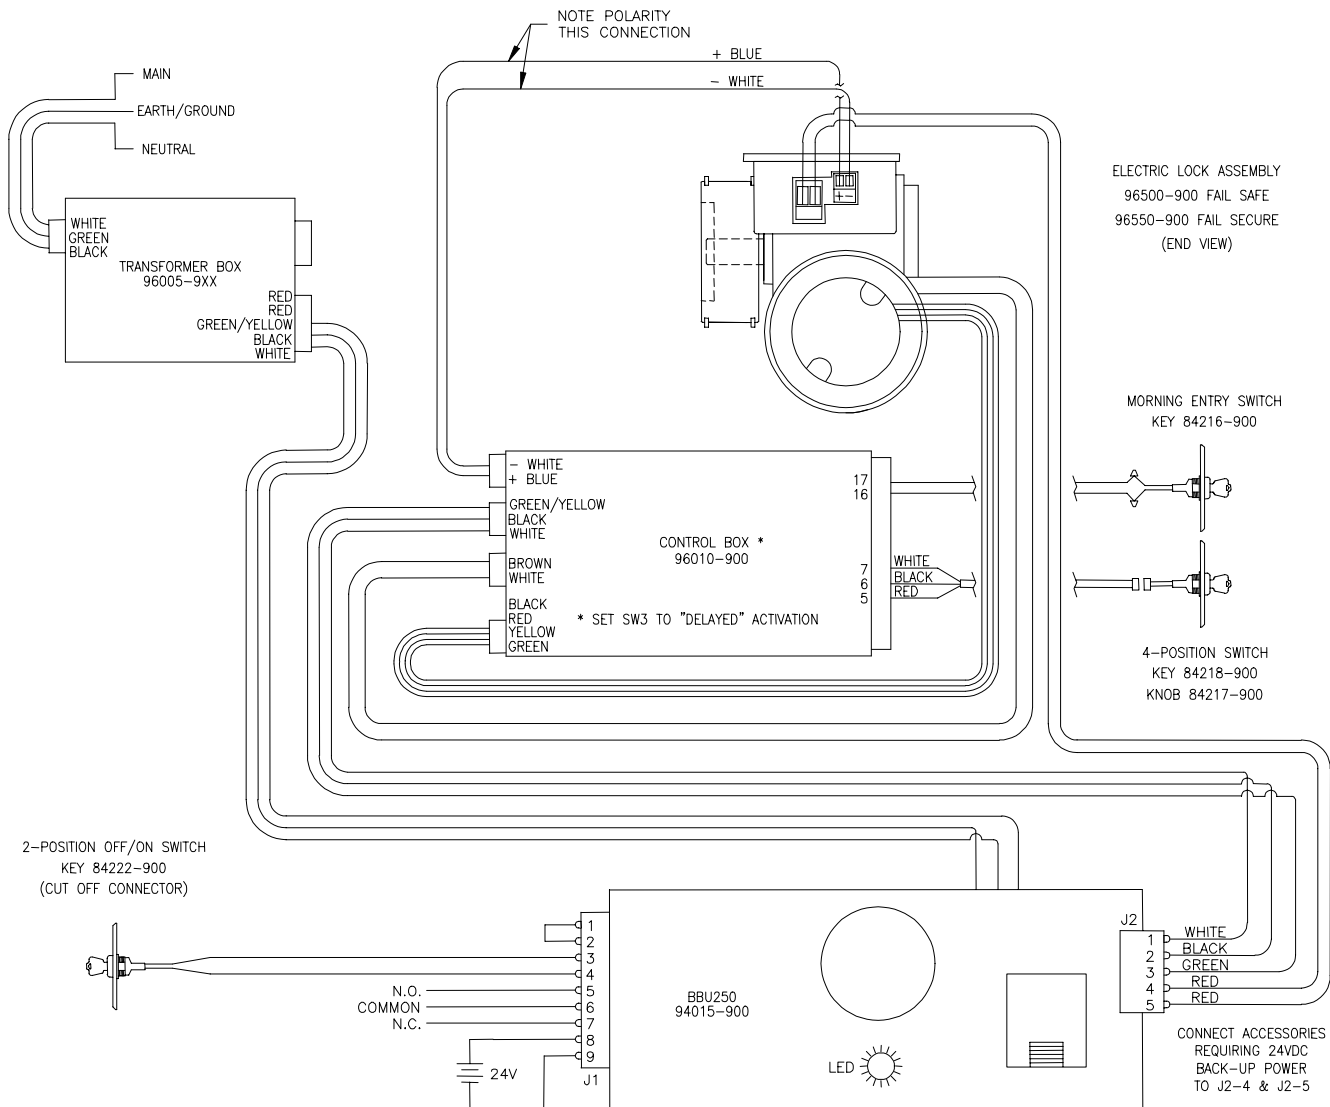 NOTE POLARITY
THIS CONNECTION
+ BLUE
- WHITE
MAIN
EARTH/GROUND
NEUTRAL
WHITE
GREEN
BLACK
TRANSFORMER BOX
96005-9XX
RED
RED
GREEN/YELLOW
BLACK
WHITE
+ -
ELECTRIC LOCK ASSEMBLY
96500-900 FAIL SAFE
96550-900 FAIL SECURE
(END VIEW)
MORNING ENTRY SWITCH
KEY 84216-900
- WHITE
+ BLUE
GREEN/YELLOW
BLACK
WHITE
BROWN
WHITE
BLACK
RED
YELLOW
GREEN
CONTROL BOX *
96010-900
* SET SW3 TO "DELAYED" ACTIVATION
17
16
7
6
5
WHITE
BLACK
RED
4-POSITION SWITCH
KEY 84218-900
KNOB 84217-900
2-POSITION OFF/ON SWITCH
KEY 84222-900
(CUT OFF CONNECTOR)
1
2
3
4
5
6
7
8
9
J1
N.O.
COMMON
N.C.
24V
BBU250
94015-900
LED
J2
1
2
3
4
5
WHITE
BLACK
GREEN
RED
RED
CONNECT ACCESSORIES
REQUIRING 24VDC
BACK-UP POWER
TO J2-4 & J2-5